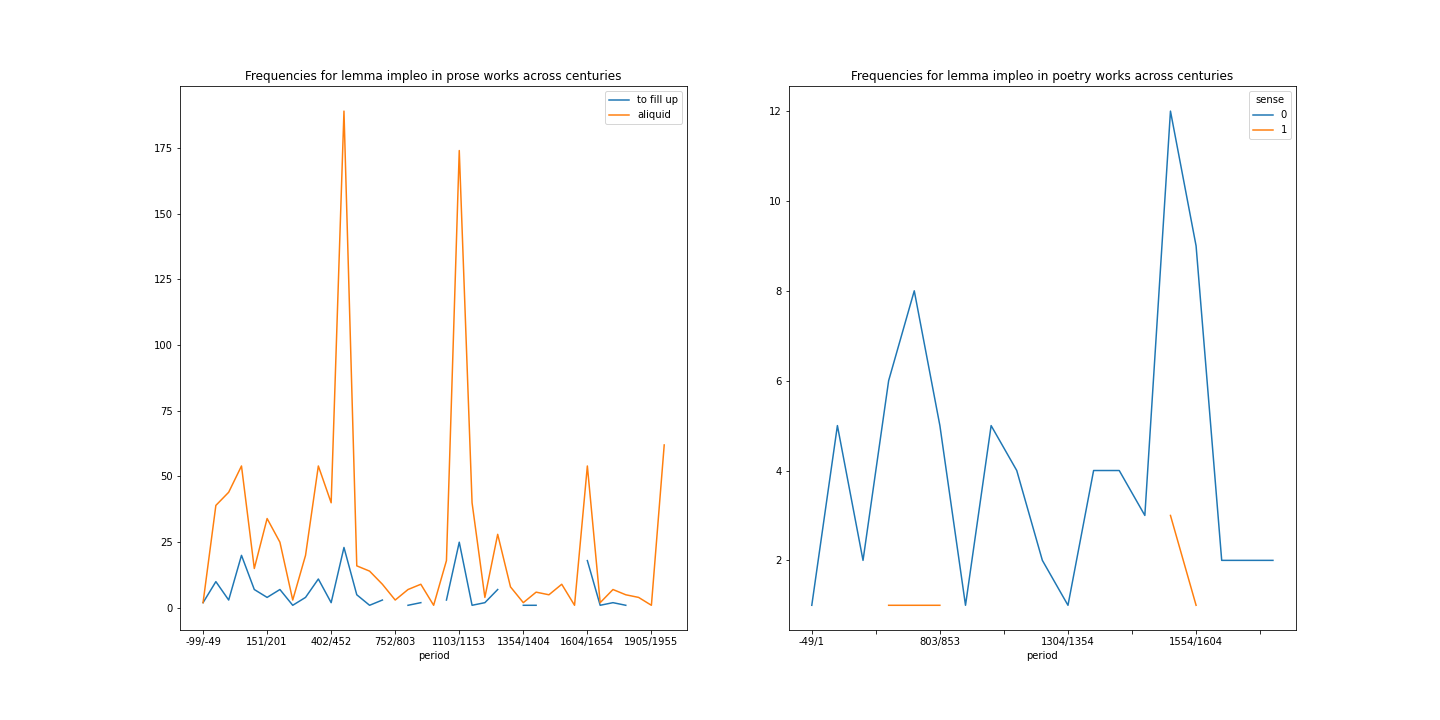 Frequencies for lemma impleo in prose works across centuries
to fill up
aliquid
175
150
125
100
75
50
25
0
-99/-49 151/201 402/452 752/803 1103/1153 1354/1404 1604/1654 1905/1955
period
Frequencies for lemma impleo in poetry works across centuries
sense
0
1
12
10
8
6
4
2
-49/1 803/853 1304/1354 1554/1604
period